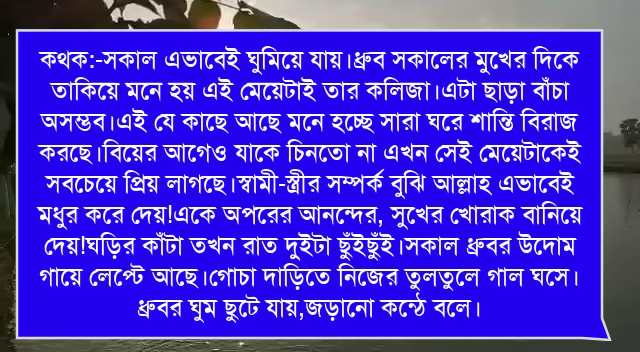 কথক:-সকাল এভাবেই ঘুমিয়ে যায়।ধ্রুব সকালের মুখের দিকে
তাকিয়ে মনে হয় এই মেয়েটাই তার কলিজা।এটা ছাড়া বাঁচা
অসম্ভব।এই যে কাছে আছে মনে হচ্ছে সারা ঘরে শান্তি বিরাজ
করছে।বিয়ের আগেও যাকে চিনতো না এখন সেই মেয়েটাকেই
সবচেয়ে প্রিয় লাগছে।স্বামী-স্ত্রীর সম্পর্ক বুঝি আল্লাহ এভাবেই
মধুর করে দেয়!একে অপরের আনন্দের, সুখের খোরাক বানিয়ে
দেয়!ঘড়ির কাঁটা তখন রাত দুইটা ছুঁইছুঁই।সকাল ধ্রুবর উদোম
গায়ে লেপ্টে আছে।গোচা দাড়িতে নিজের তুলতুলে গাল ঘসে।
ধ্রুবর ঘুম ছুটে যায়,জড়ানো কন্ঠে বলে।